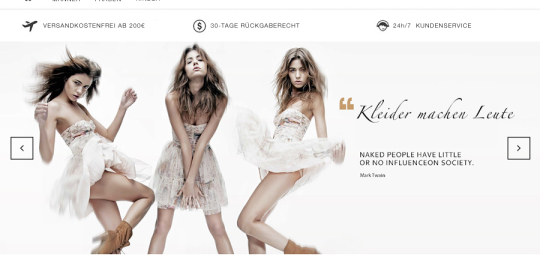 VERSANDKOSTENFREI AB 200€
30-TAGE RÜCKGABERECHT
24h/7 KUNDENSERVICE
“ Kleider machen Leute
NAKED PEOPLE HAVE LITTLE
OR NO INFLUENCEON SOCIETY.
Mark Twain